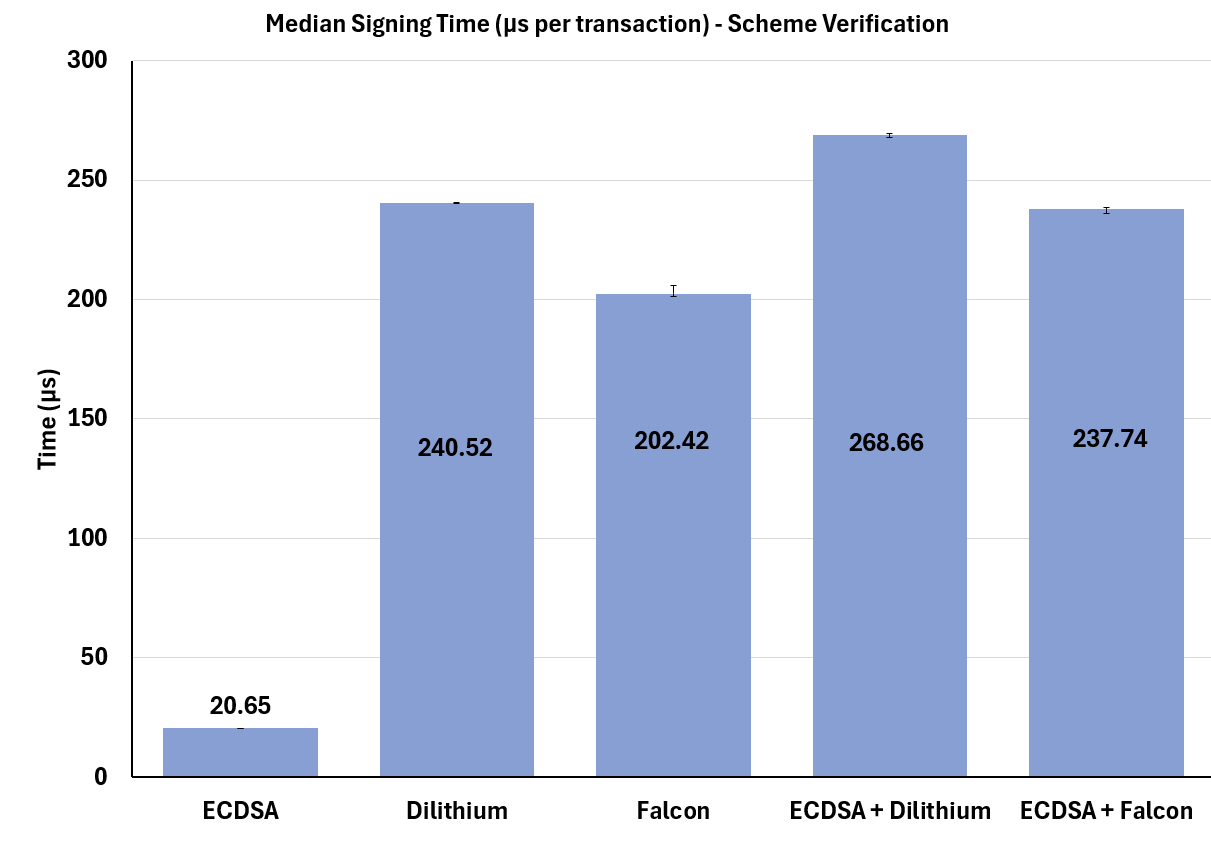 Median Signing Time (µs per transaction) - Scheme Verification
300
250
200
150
100
50
0
Time (µs)
20.65
240.52
202.42
268.66
237.74
ECDSA
Dilithium
Falcon
ECDSA + Dilithium
ECDSA + Falcon